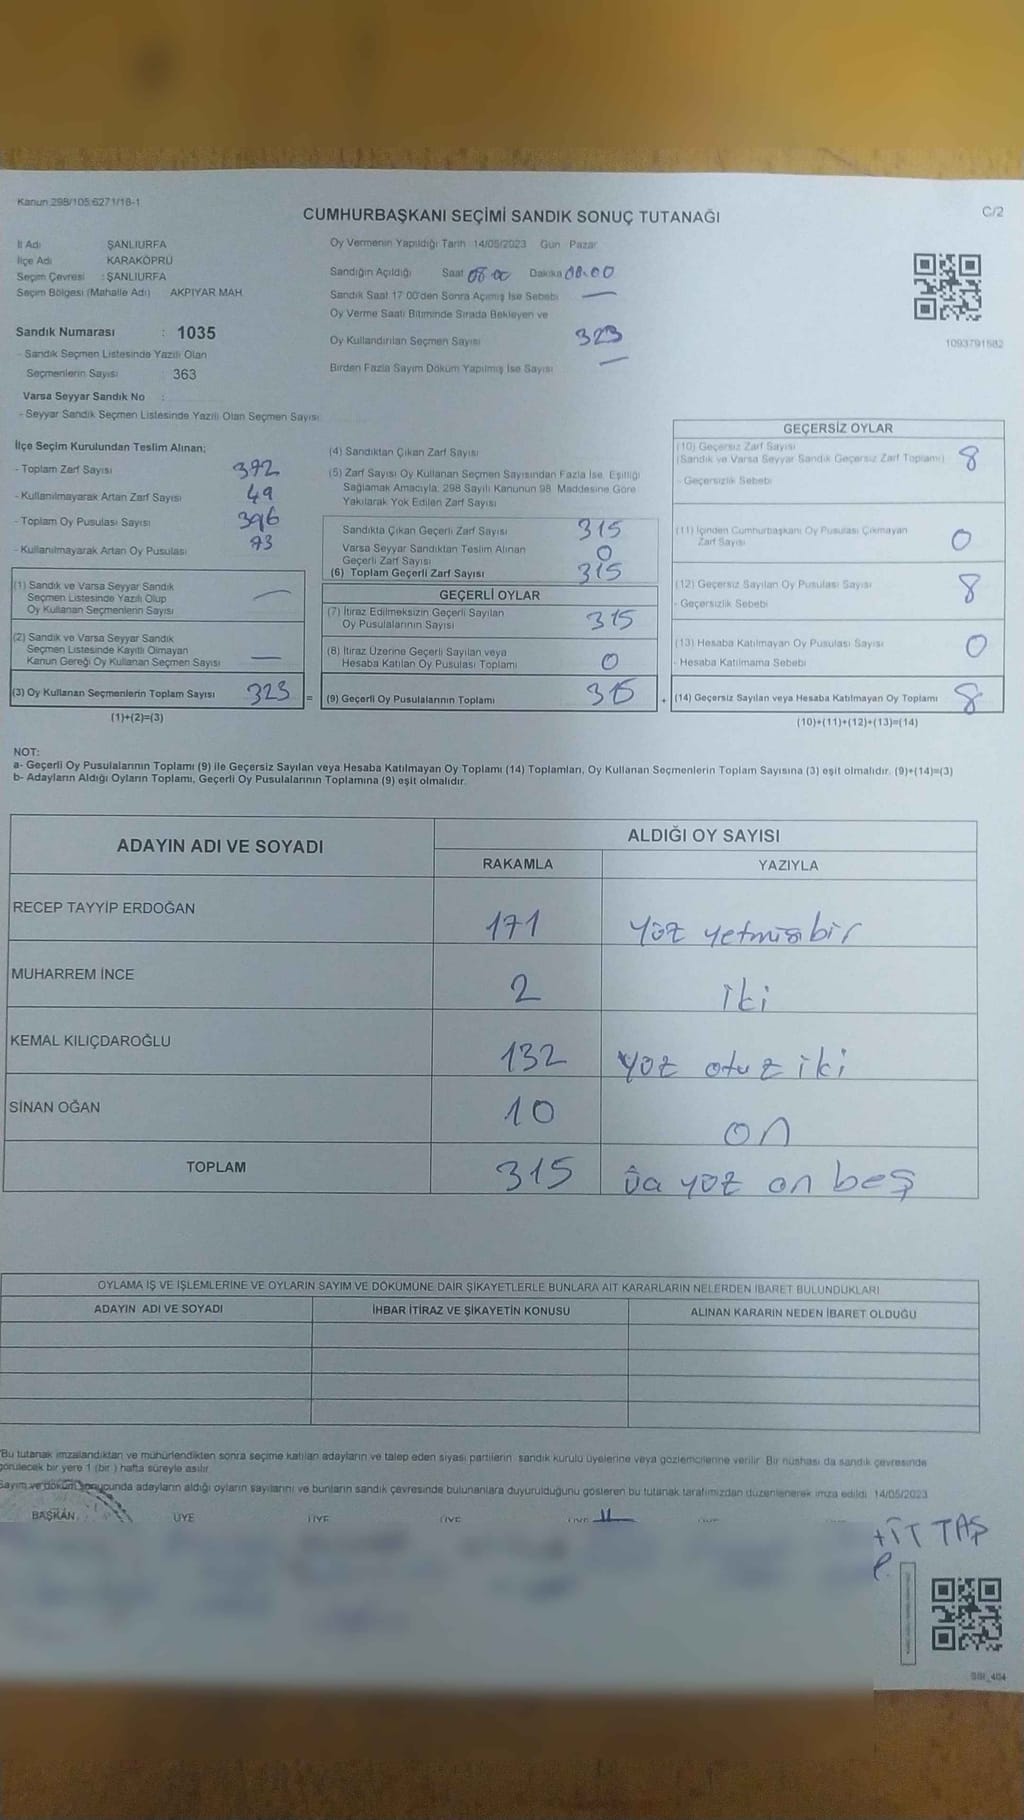 Kanun 298/105 6271/18-1
CUMHURBAŞKANI SEÇİMİ SANDIK SONUÇ TUTANAĞI
C/2
İl Adı ŞANLIURFA
İlçe Adı KARAKÖPRÜ
Seçim Çevresi : ŞANLIURFA
Seçim Bölgesi (Mahalle Adı) AKPIYAR MAH.
Oy Vermenin Yapıldığı Tarih 14/05/2023 Gün Pazar
Sandığın Açıldığı Saat 08:00 Dakika 08:00
Sandık Saat 17:00'den Sonra Açımış İse Sebebi —
Oy Verme Saati Bitiminde Sırada Bekleyen ve
Oy Kullandırılan Seçmen Sayısı 323
Birden Fazla Sayım Döküm Yapılmış İse Sayısı —
1093791582
Sandık Numarası : 1035
- Sandık Seçmen Listesinde Yazılı Olan
Seçmenlerin Sayısı 363
Varsa Seyyar Sandık No :
- Seyyar Sandık Seçmen Listesinde Yazılı Olan Seçmen Sayısı
İlçe Seçim Kurulundan Teslim Alınan;
- Toplam Zarf Sayısı 372
- Kullanılmayarak Artan Zarf Sayısı 49
- Toplam Oy Pusulası Sayısı 396
- Kullanılmayarak Artan Oy Pusulası 73
(1) Sandık ve Varsa Seyyar Sandık
Seçmen Listesinde Yazılı Olup
Oy Kullanan Seçmenlerin Sayısı —
(2) Sandık ve Varsa Seyyar Sandık
Seçmen Listesinde Kayıtlı Olmayan
Kanun Gereği Oy Kullanan Seçmen Sayısı —
(3) Oy Kullanan Seçmenlerin Toplam Sayısı 323 =
(1)+(2)=(3)
(4) Sandıktan Çıkan Zarf Sayısı
(5) Zarf Sayısı Oy Kullanan Seçmen Sayısından Fazla İse, Eşitliği
Sağlamak Amacıyla, 298 Sayılı Kanunun 98. Maddesine Göre
Yakılarak Yok Edilen Zarf Sayısı
Sandıkta Çıkan Geçerli Zarf Sayısı 315
Varsa Seyyar Sandıktan Teslim Alınan
Geçerli Zarf Sayısı 0
(6) Toplam Geçerli Zarf Sayısı 315
GEÇERLİ OYLAR
(7) İtiraz Edilmeksizin Geçerli Sayılan
Oy Pusulalarının Sayısı 315
(8) İtiraz Üzerine Geçerli Sayılan veya
Hesaba Katılan Oy Pusulası Toplamı 0
(9) Geçerli Oy Pusulalarının Toplamı 315 +
GEÇERSİZ OYLAR
(10) Geçersiz Zarf Sayısı
(Sandık ve Varsa Seyyar Sandık Geçersiz Zarf Toplamı) 8
- Geçersizlik Sebebi
(11) İçinden Cumhurbaşkanı Oy Pusulası Çıkmayan
Zarf Sayısı 0
(12) Geçersiz Sayılan Oy Pusulası Sayısı 8
- Geçersizlik Sebebi
(13) Hesaba Katılmayan Oy Pusulası Sayısı 0
- Hesaba Katılmama Sebebi
(14) Geçersiz Sayılan veya Hesaba Katılmayan Oy Toplamı 8
(10)+(11)+(12)+(13)=(14)
NOT:
a- Geçerli Oy Pusulalarının Toplamı (9) ile Geçersiz Sayılan veya Hesaba Katılmayan Oy Toplamı (14) Toplamları, Oy Kullanan Seçmenlerin Toplam Sayısına (3) eşit olmalıdır. (9)+(14)=(3)
b- Adayların Aldığı Oyların Toplamı, Geçerli Oy Pusulalarının Toplamına (9) eşit olmalıdır.
ADAYIN ADI VE SOYADI ALDIĞI OY SAYISI
RAKAMLA YAZIYLA
RECEP TAYYİP ERDOĞAN 171 yüz yetmiş bir
MUHARREM İNCE 2 iki
KEMAL KILIÇDAROĞLU 132 yüz otuz iki
SİNAN OĞAN 10 on
TOPLAM 315 üç yüz on beş
OYLAMA İŞ VE İŞLEMLERİNE VE OYLARIN SAYIM VE DÖKÜMÜNE DAİR ŞİKAYETLERLE BUNLARA AİT KARARLARIN NELERDEN İBARET BULUNDUKLARI
ADAYIN ADI VE SOYADI İHBAR İTİRAZ VE ŞİKAYETİN KONUSU ALINAN KARARIN NEDEN İBARET OLDUĞU
*Bu tutanak imzalandıktan ve mühürlendikten sonra seçime katılan adayların ve talep eden siyasi partilerin sandık kurulu üyelerine veya gözlemcilerine verilir. Bir nüshası da sandık çevresinde
görülecek bir yere 1 (bir) hafta süreyle asılır.
Sayım ve döküm sonucunda adayların aldığı oyların sayılarını ve bunların sandık çevresinde bulunanlara duyurulduğunu gösteren bu tutanak tarafımızdan düzenlenerek imza edildi. 14/05/2023
BAŞKAN ÜYE ÜYE ÜYE ÜYE
TAŞ